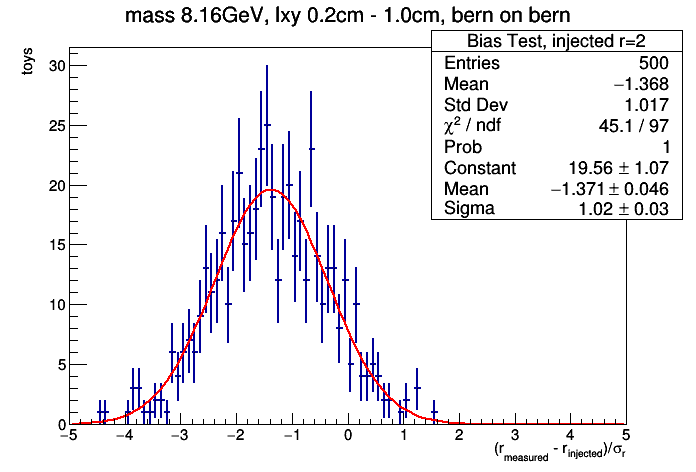 mass 8.16GeV, lxy 0.2cm - 1.0cm, bern on bern
Bias Test, injected r=2
Entries 500
Mean −1.368
Std Dev 1.017
χ² / ndf 45.1 / 97
Prob 1
Constant 19.56 ± 1.07
Mean −1.371 ± 0.046
Sigma 1.02 ± 0.03
toys
30
25
20
15
10
5
0
−5 −4 −3 −2 −1 0 1 2 3 4 5
(r_measured - r_injected)/σ_r